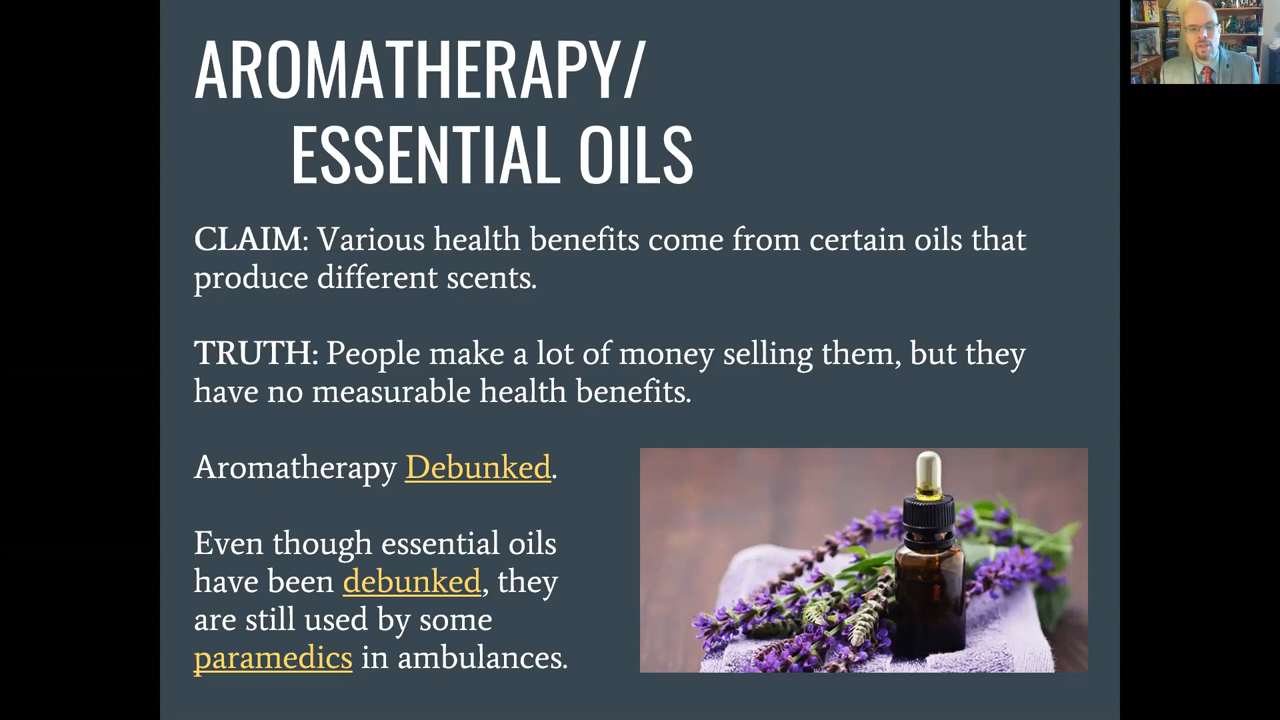 AROMATHERAPY/
ESSENTIAL OILS
CLAIM: Various health benefits come from certain oils that
produce different scents.
TRUTH: People make a lot of money selling them, but they
have no measurable health benefits.
Aromatherapy Debunked.
Even though essential oils
have been debunked, they
are still used by some
paramedics in ambulances.